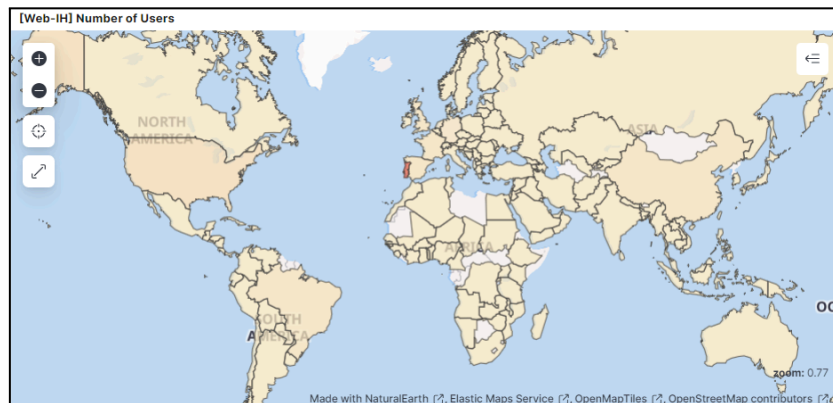 [Web-IH] Number of Users
NORTH
AMERICA
ASIA
AFRICA
OC
SOUTH
AMERICA
zoom: 0.77
Made with NaturalEarth, Elastic Maps Service, OpenMapTiles, OpenStreetMap contributors